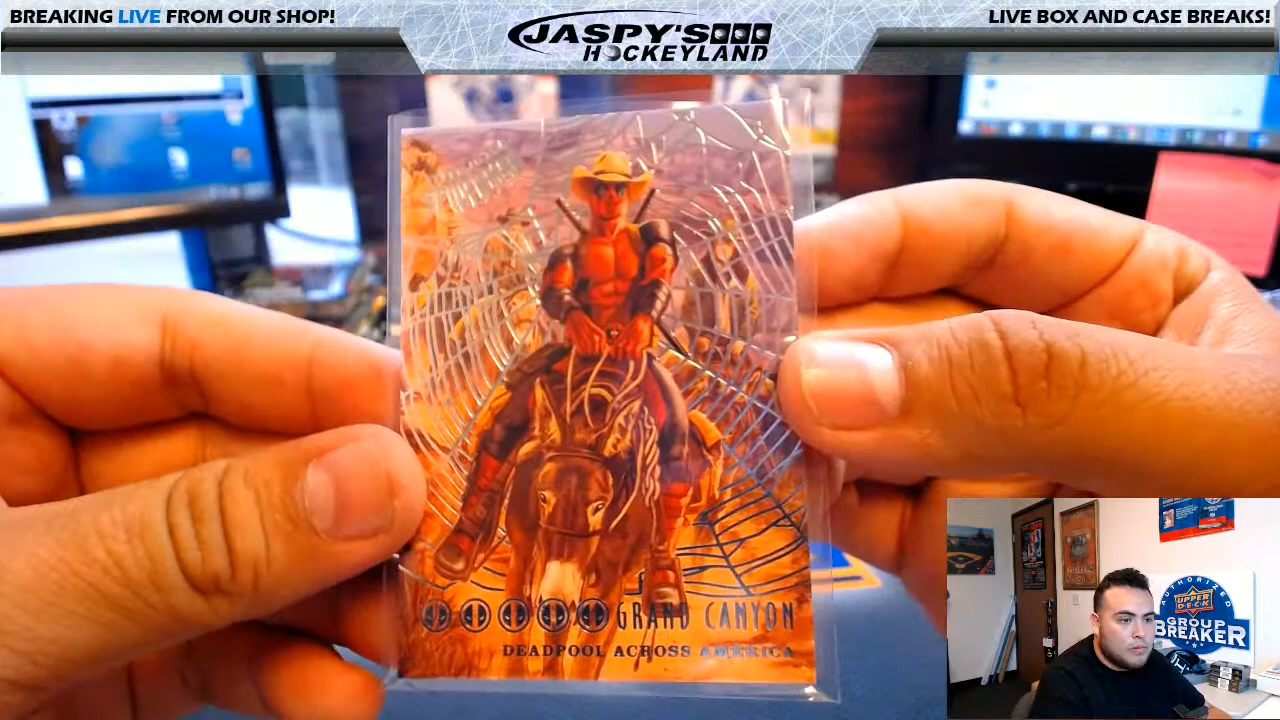 BREAKING LIVE FROM OUR SHOP!
JASPY'S
HOCKEYLAND
LIVE BOX AND CASE BREAKS!
GRAND CANYON
DEADPOOL ACROSS AMERICA
AUTHORIZED
UPPER DECK
GROUP
BREAKER